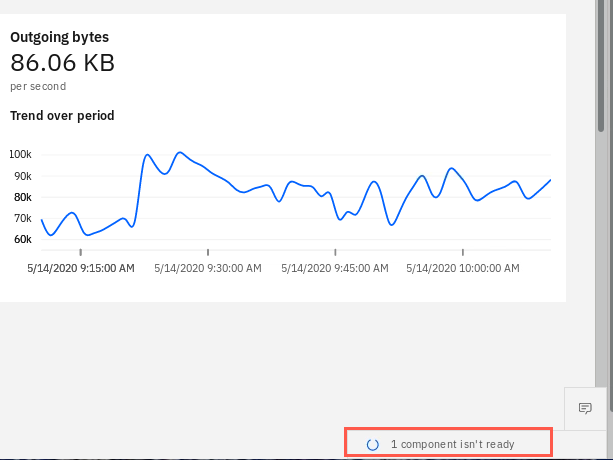 Outgoing bytes
86.06 KB
per second
Trend over period
100k
90k
80k
70k
60k
5/14/2020 9:15:00 AM 5/14/2020 9:30:00 AM 5/14/2020 9:45:00 AM 5/14/2020 10:00:00 AM
1 component isn't ready